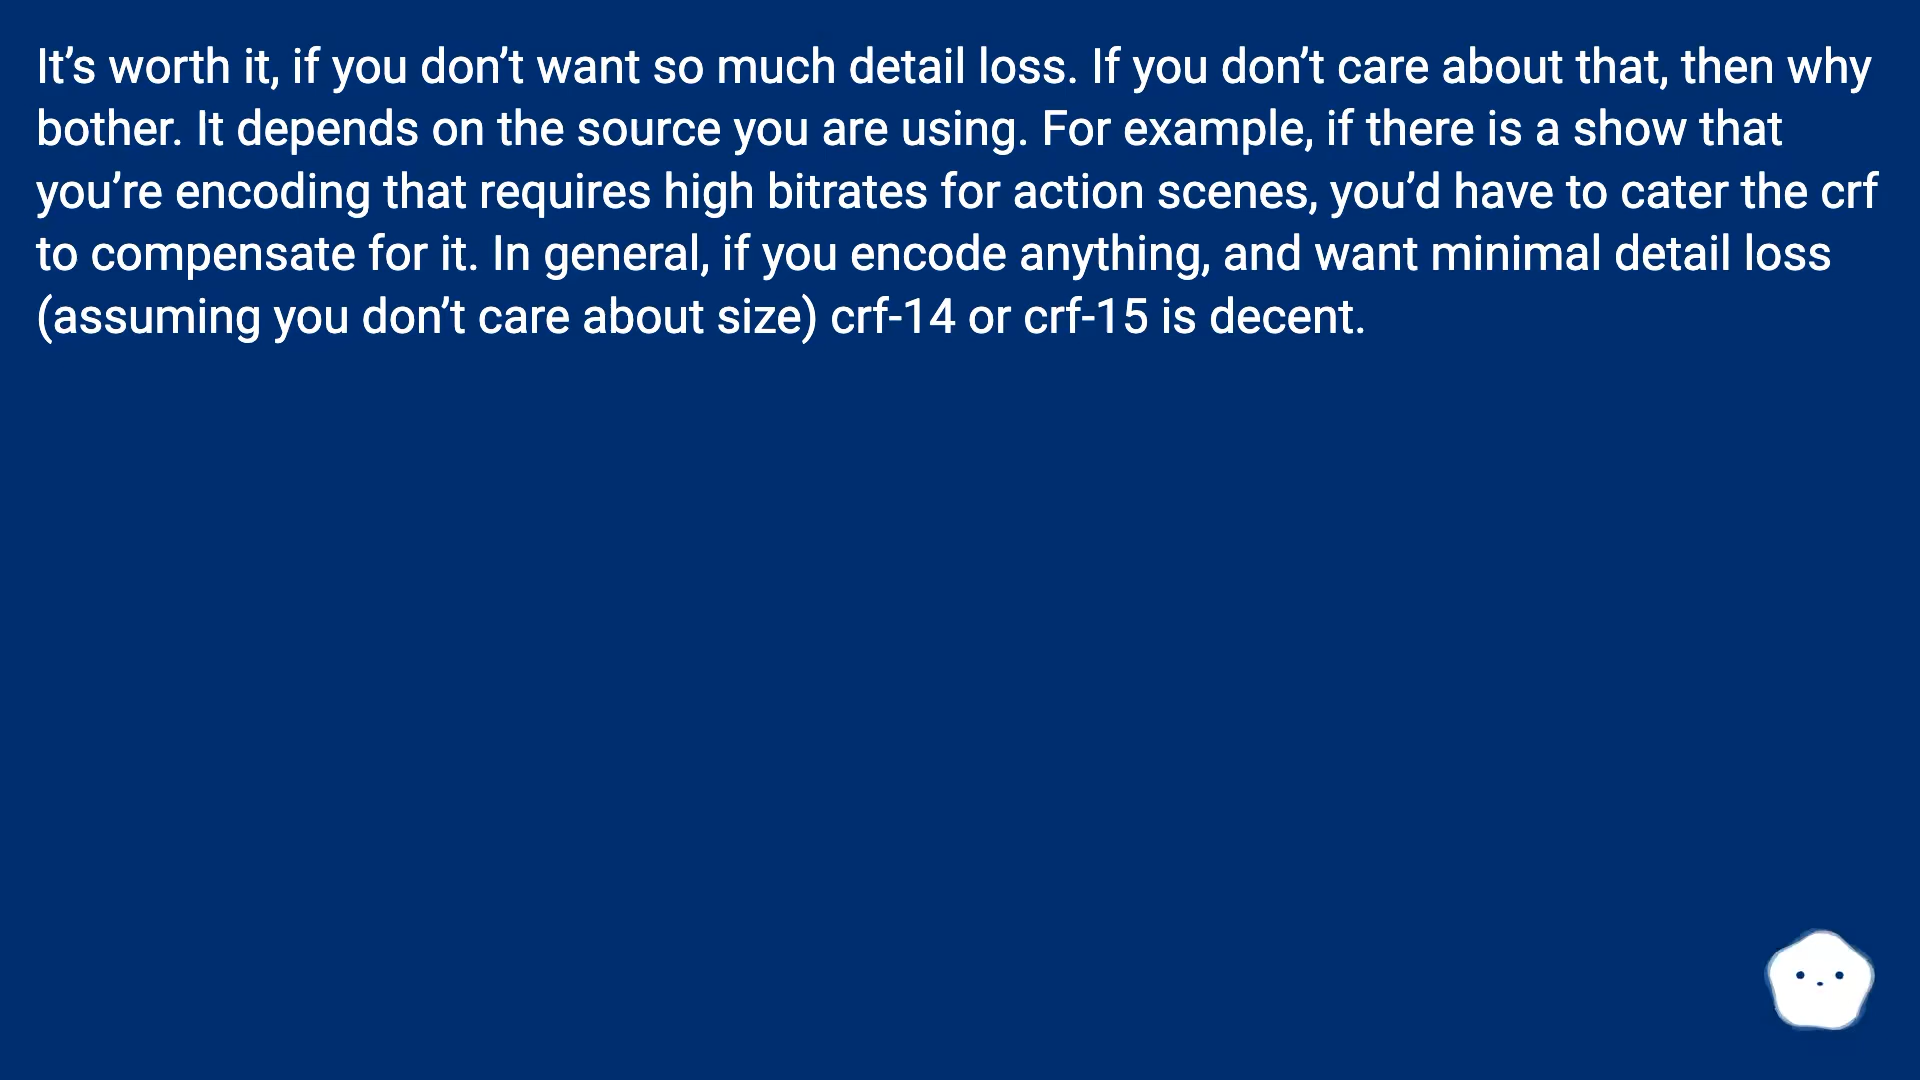 It’s worth it, if you don’t want so much detail loss. If you don’t care about that, then why
bother. It depends on the source you are using. For example, if there is a show that
you’re encoding that requires high bitrates for action scenes, you’d have to cater the crf
to compensate for it. In general, if you encode anything, and want minimal detail loss
(assuming you don’t care about size) crf-14 or crf-15 is decent.